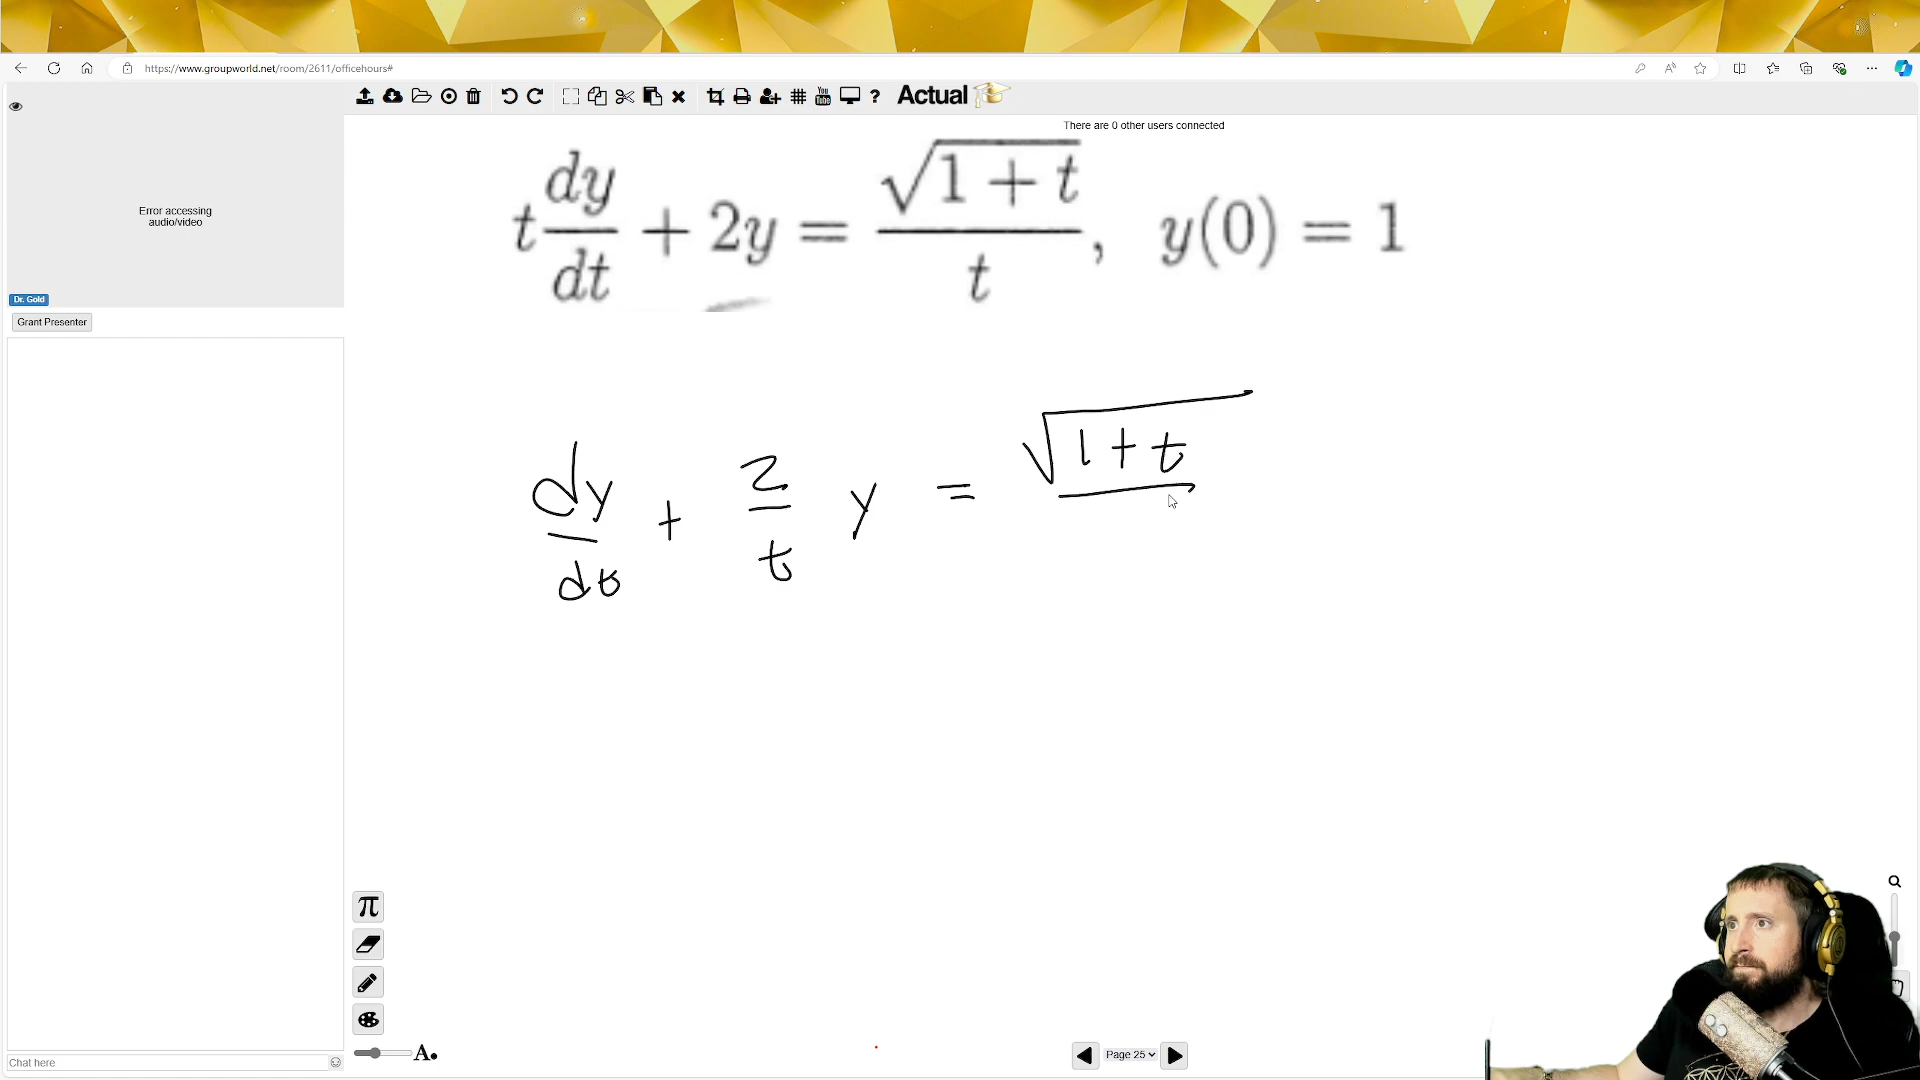 https://www.groupworld.net/room/2611/officehours#
Actual
There are 0 other users connected
Error accessing
audio/video
Dr. Gold
Grant Presenter
t dy/dt + 2y = √(1 + t)/t, y(0) = 1
dy/dt + 2/t y = √(1 + t)
π
A
Page 25
Chat here